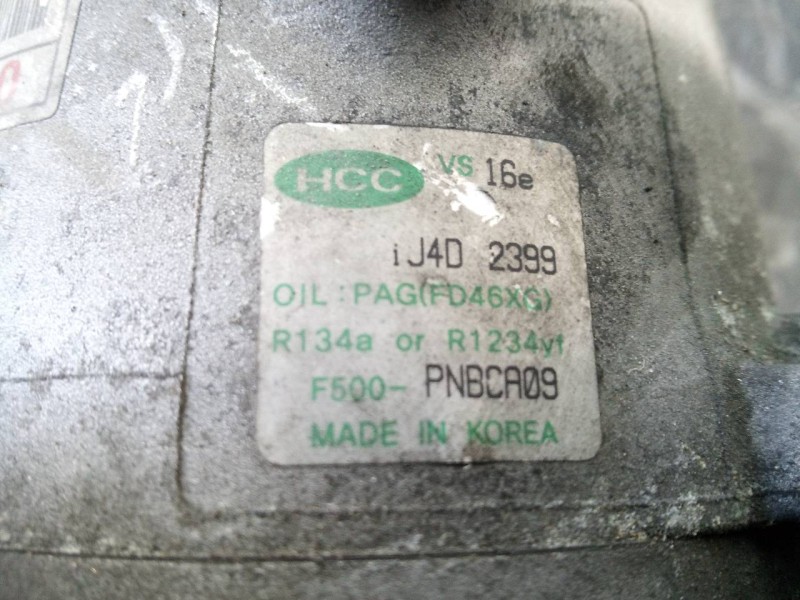 HCC VS 16e
iJ4D 2399
OIL : PAG(FD46XG)
R134a or R1234yf
F500- PNBCA09
MADE IN KOREA